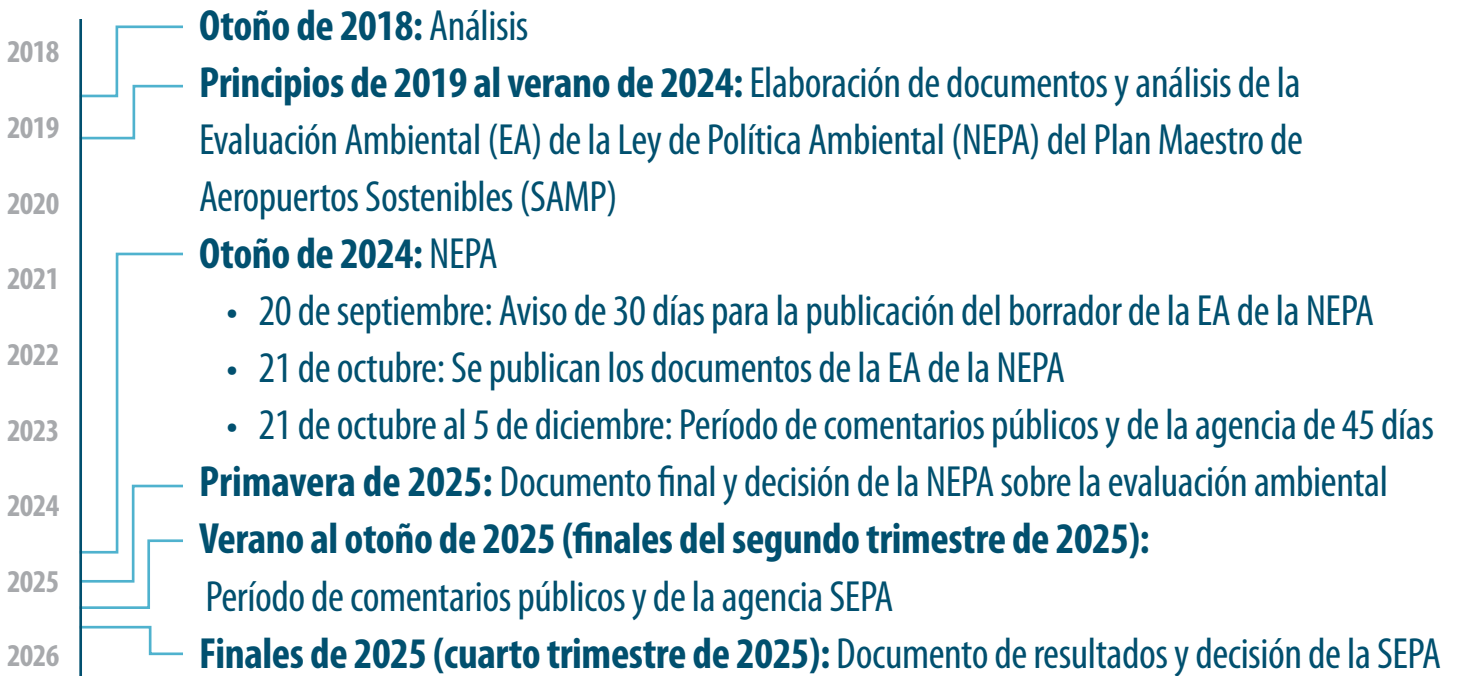 2018
2019
2020
2021
2022
2023
2024
2025
2026
Otoño de 2018: Análisis
Principios de 2019 al verano de 2024: Elaboración de documentos y análisis de la
Evaluación Ambiental (EA) de la Ley de Política Ambiental (NEPA) del Plan Maestro de
Aeropuertos Sostenibles (SAMP)
Otoño de 2024: NEPA
• 20 de septiembre: Aviso de 30 días para la publicación del borrador de la EA de la NEPA
• 21 de octubre: Se publican los documentos de la EA de la NEPA
• 21 de octubre al 5 de diciembre: Período de comentarios públicos y de la agencia de 45 días
Primavera de 2025: Documento final y decisión de la NEPA sobre la evaluación ambiental
Verano al otoño de 2025 (finales del segundo trimestre de 2025):
Período de comentarios públicos y de la agencia SEPA
Finales de 2025 (cuarto trimestre de 2025): Documento de resultados y decisión de la SEPA